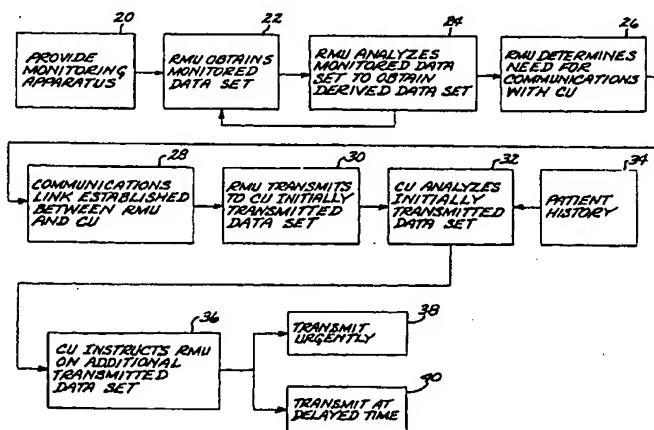 20
PROVIDE
MONITORING
APPARATUS
22
RMU OBTAINS
MONITORED
DATA SET
24
RMU ANALYZES
MONITORED DATA
SET TO OBTAIN
DERIVED DATA SET
26
RMU DETERMINES
NEED FOR
COMMUNICATIONS
WITH CU
28
COMMUNICATIONS
LINK ESTABLISHED
BETWEEN RMU
AND CU
30
RMU TRANSMITS
TO CU INITIALLY
TRANSMITTED
DATA SET
32
CU ANALYZES
INITIALLY
TRANSMITTED
DATA SET
34
PATIENT
HISTORY
36
CU INSTRUCTS RMU
ON ADDITIONAL
TRANSMITTED
DATA SET
38
TRANSMIT
URGENTLY
40
TRANSMIT AT
DELAYED TIME